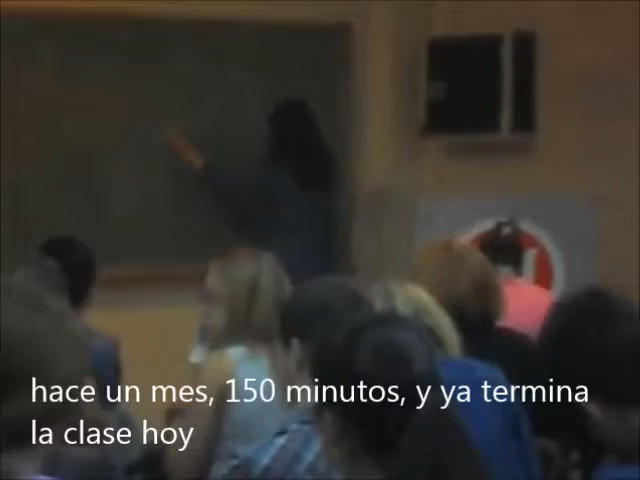 hace un mes, 150 minutos, y ya termina
la clase hoy